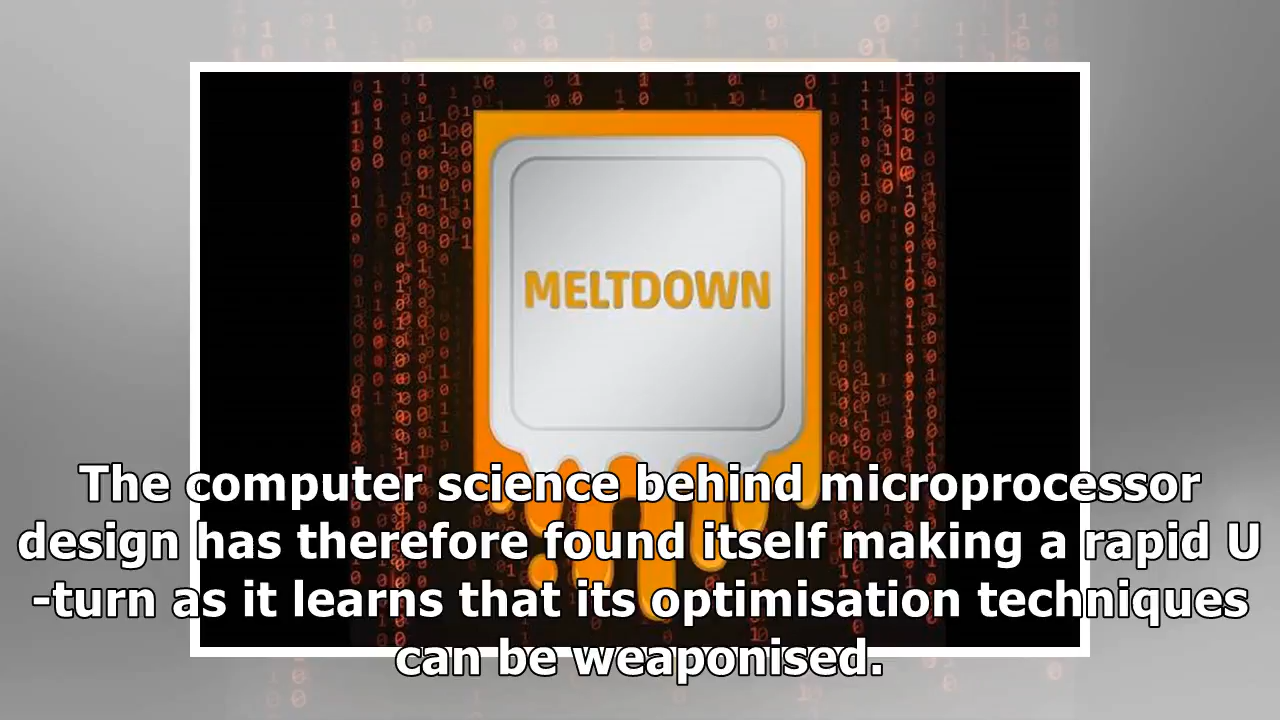 MELTDOWN
The computer science behind microprocessor
design has therefore found itself making a rapid U
-turn as it learns that its optimisation techniques
can be weaponised.